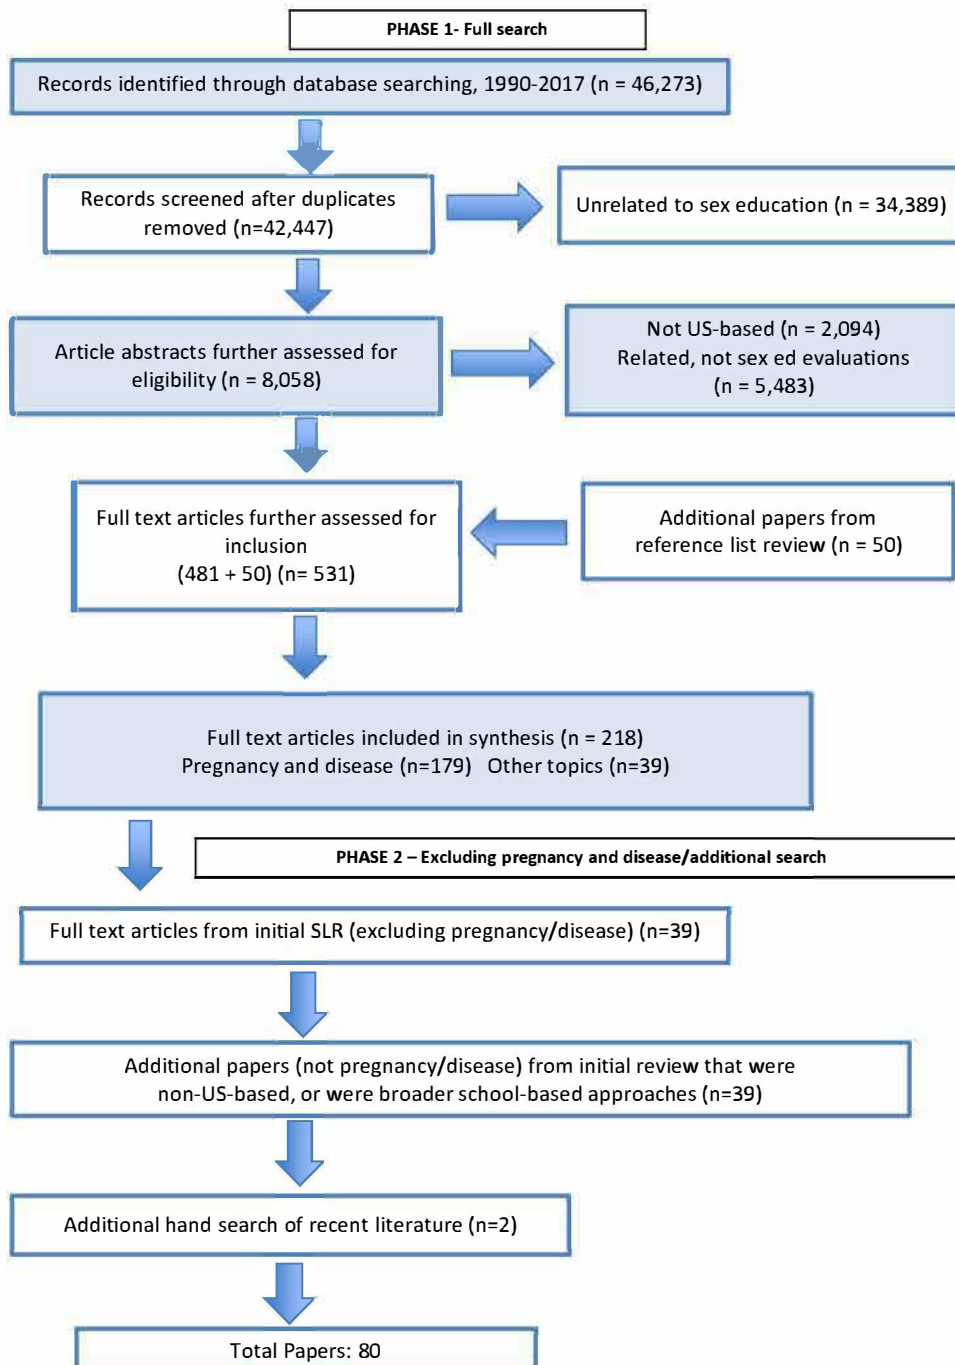 PHASE 1- Full search
Records identified through database searching, 1990-2017 (n = 46,273)
Records screened after duplicates
removed (n=42,447)
Unrelated to sex education (n = 34,389)
Article abstracts further assessed for
eligibility (n = 8,058)
Not US-based (n = 2,094)
Related, not sex ed evaluations
(n = 5,483)
Full text articles further assessed for
inclusion
(481 + 50) (n= 531)
Additional papers from
reference list review (n = 50)
Full text articles included in synthesis (n = 218)
Pregnancy and disease (n=179) Other topics (n=39)
PHASE 2 – Excluding pregnancy and disease/additional search
Full text articles from initial SLR (excluding pregnancy/disease) (n=39)
Additional papers (not pregnancy/disease) from initial review that were
non-US-based, or were broader school-based approaches (n=39)
Additional hand search of recent literature (n=2)
Total Papers: 80